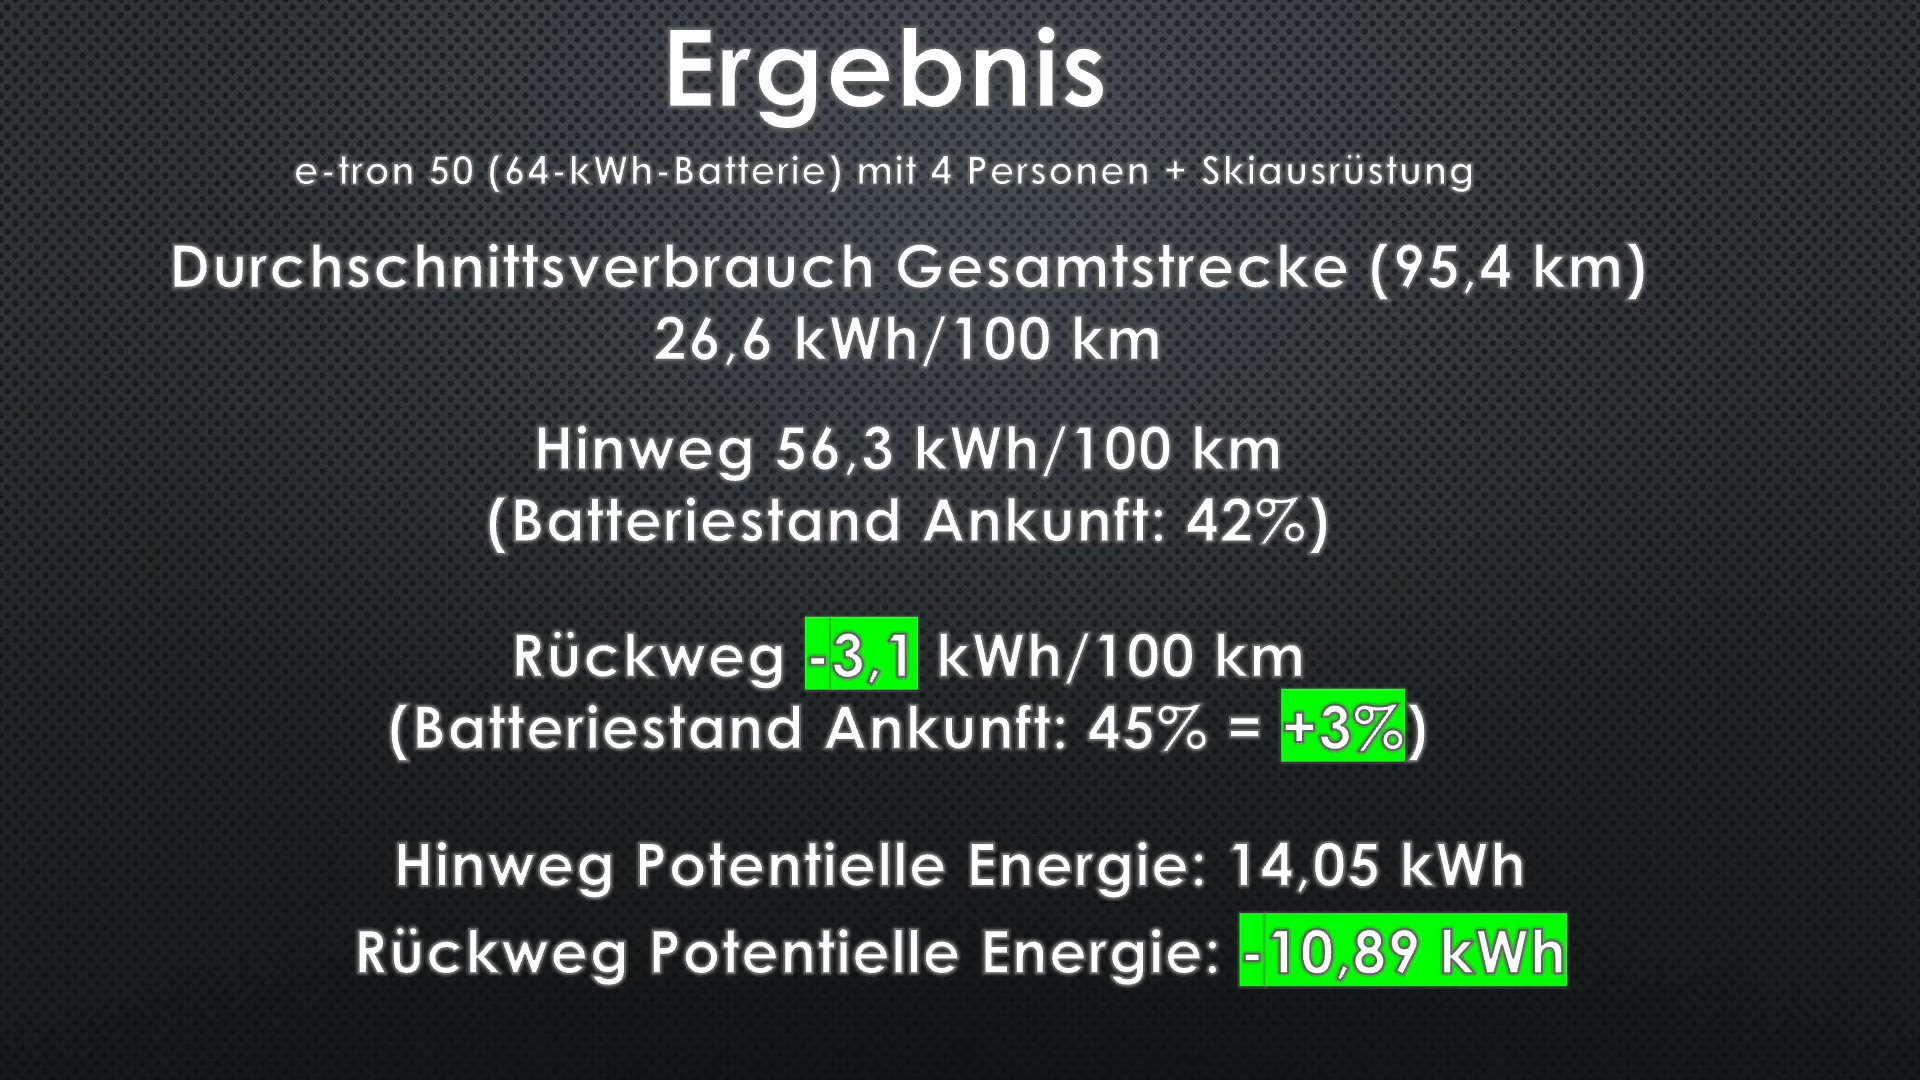 Ergebnis
e-tron 50 (64-kWh-Batterie) mit 4 Personen + Skiausrüstung
Durchschnittsverbrauch Gesamtstrecke (95,4 km)
26,6 kWh/100 km
Hinweg 56,3 kWh/100 km
(Batteriestand Ankunft: 42%)
Rückweg -3,1 kWh/100 km
(Batteriestand Ankunft: 45% = +3%)
Hinweg Potentielle Energie: 14,05 kWh
Rückweg Potentielle Energie: -10,89 kWh